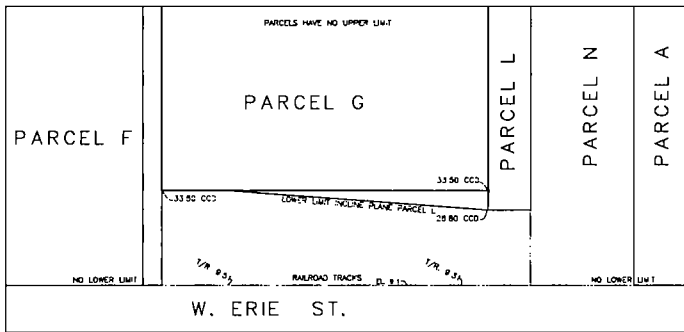 PARCELS HAVE NO UPPER LIMIT
PARCEL F
PARCEL G
PARCEL L
PARCEL N
PARCEL A
33.50 CCD
33.50 CCD
LOWER LIMIT INCLINE PLANE PARCEL L
28.80 CCD
T/R
RAILROAD TRACKS
T/R
NO LOWER LIMIT
NO LOWER LIMIT
W. ERIE ST.